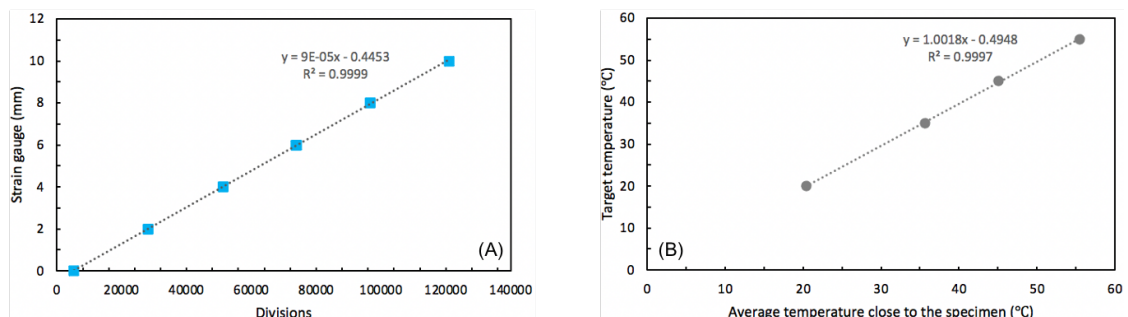 12
10
8
6
4
2
0
Strain gauge (mm)
y = 9E-05x - 0.4453
R² = 0.9999
(A)
0 20000 40000 60000 80000 100000 120000 140000
Divisions
60
50
40
30
20
10
0
Target temperature (°C)
y = 1.0018x - 0.4948
R² = 0.9997
(B)
0 10 20 30 40 50 60
Average temperature close to the specimen (°C)